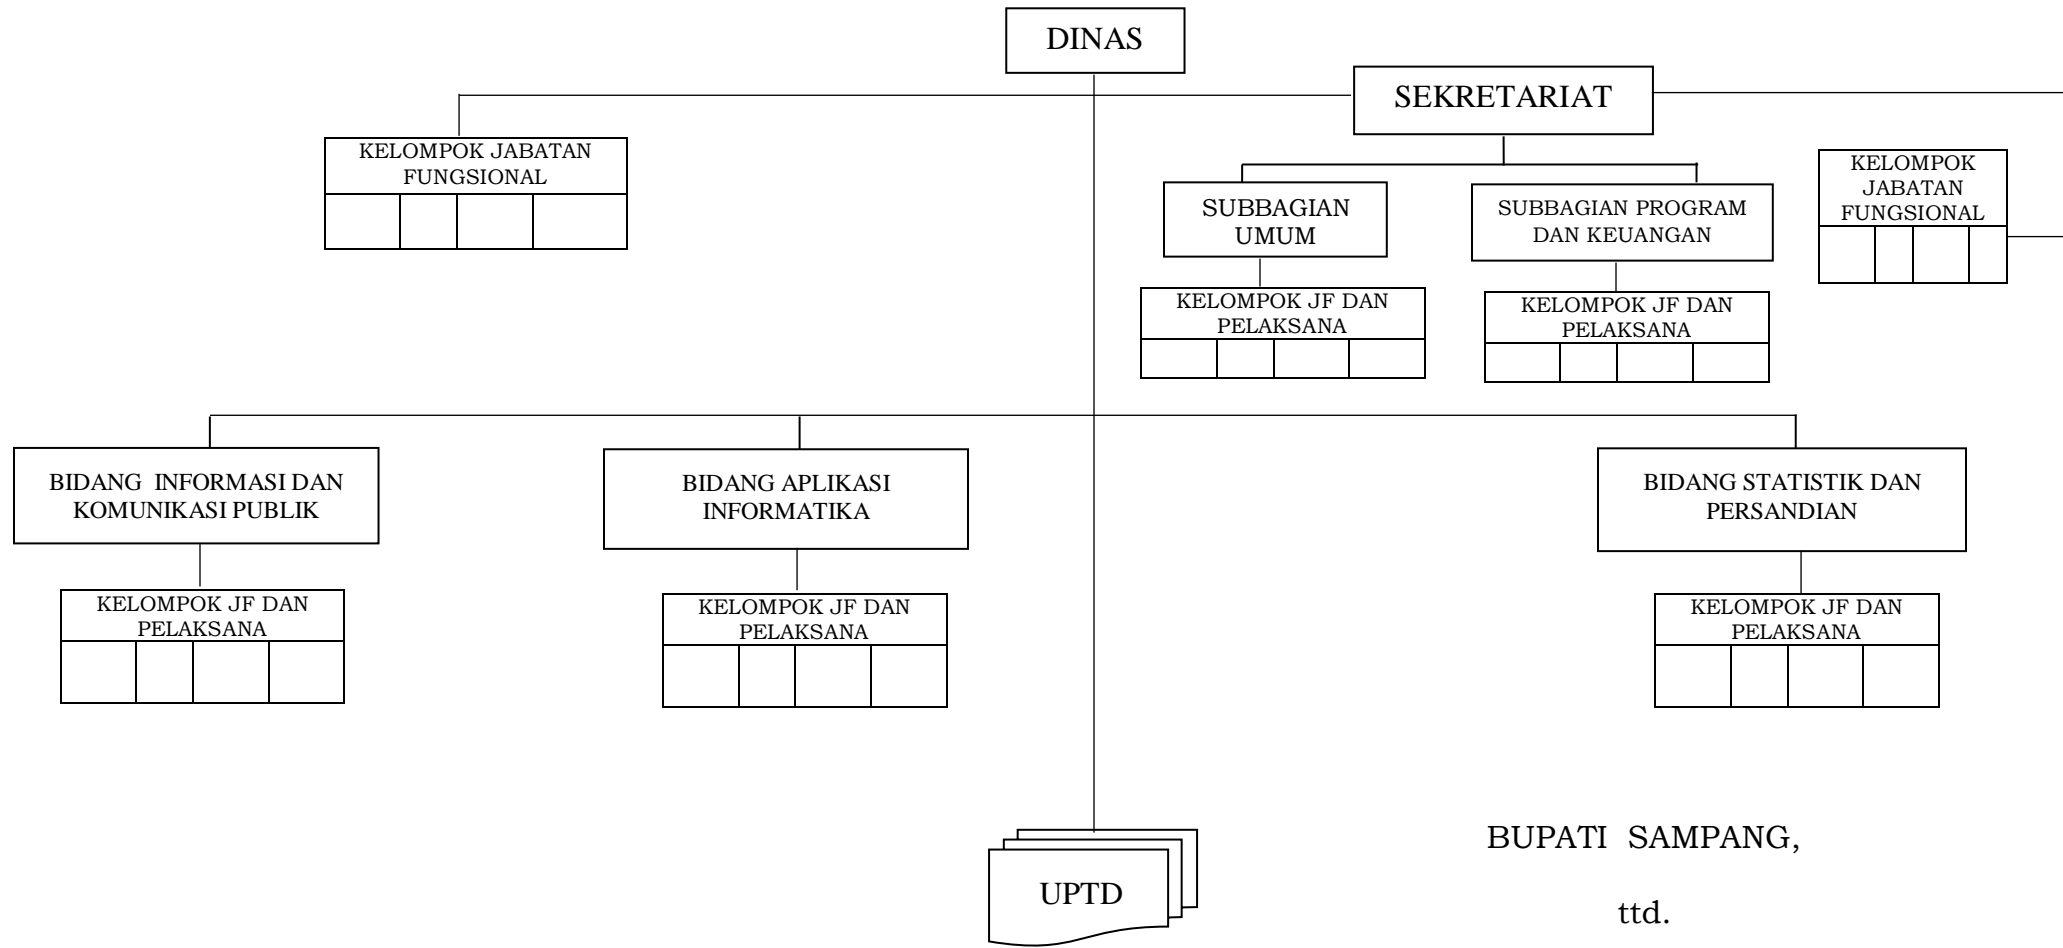 DINAS
SEKRETARIAT
KELOMPOK JABATAN
FUNGSIONAL
KELOMPOK
JABATAN
FUNGSIONAL
SUBBAGIAN
UMUM
SUBBAGIAN PROGRAM
DAN KEUANGAN
KELOMPOK JF DAN
PELAKSANA
KELOMPOK JF DAN
PELAKSANA
BIDANG INFORMASI DAN
KOMUNIKASI PUBLIK
BIDANG APLIKASI
INFORMATIKA
BIDANG STATISTIK DAN
PERSANDIAN
KELOMPOK JF DAN
PELAKSANA
KELOMPOK JF DAN
PELAKSANA
KELOMPOK JF DAN
PELAKSANA
UPTD
BUPATI SAMPANG,
ttd.